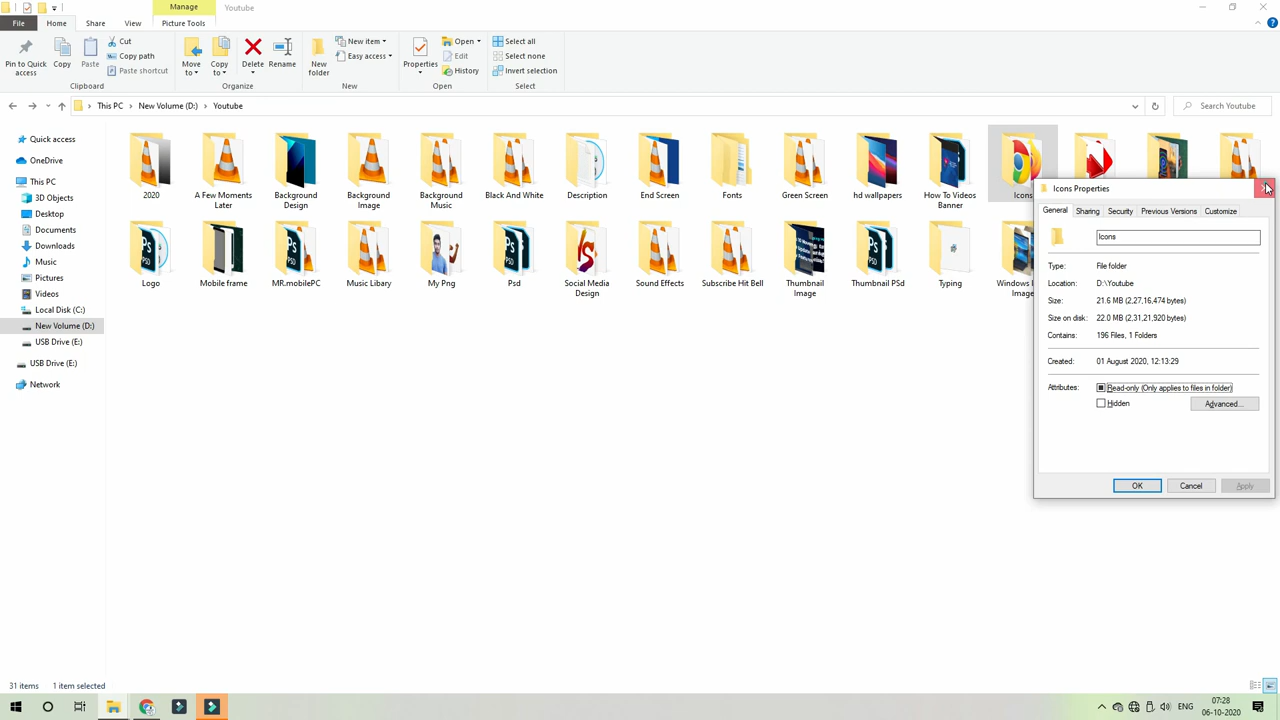 Manage
Youtube
File
Home
Share
View
Picture Tools
Pin to Quick
access
Copy
Paste
Cut
Copy path
Paste shortcut
Move
to
Copy
to
Delete
Rename
New
folder
New item
Easy access
Properties
Open
Edit
History
Select all
Select none
Invert selection
Clipboard
Organize
New
Open
Select
This PC
New Volume (D:)
Youtube
Search Youtube
Quick access
OneDrive
This PC
3D Objects
Desktop
Documents
Downloads
Music
Pictures
Videos
Local Disk (C:)
New Volume (D:)
USB Drive (E:)
USB Drive (E:)
Network
2020
A Few Moments
Later
Background
Design
Background
Image
Background
Music
Black And White
Description
End Screen
Fonts
Green Screen
hd wallpapers
How To Videos
Banner
Icons
Logo
Mobile frame
MR.mobilePC
Music Library
My Png
Psd
Social Media
Design
Sound Effects
Subscribe Hit Bell
Thumbnail
Image
Thumbnail PSd
Typing
Icons Properties
General
Sharing
Security
Previous Versions
Customize
Icons
Type: File folder
Location: D:\Youtube
Size: 21.6 MB (2,27,16,474 bytes)
Size on disk: 22.0 MB (2,31,21,920 bytes)
Contains: 196 Files, 1 Folders
Created: 01 August 2020, 12:13:29
Attributes: Read-only (Only applies to files in folder)
Hidden
Advanced...
OK
Cancel
Apply
31 items
1 item selected
ENG
07:28
06-10-2020